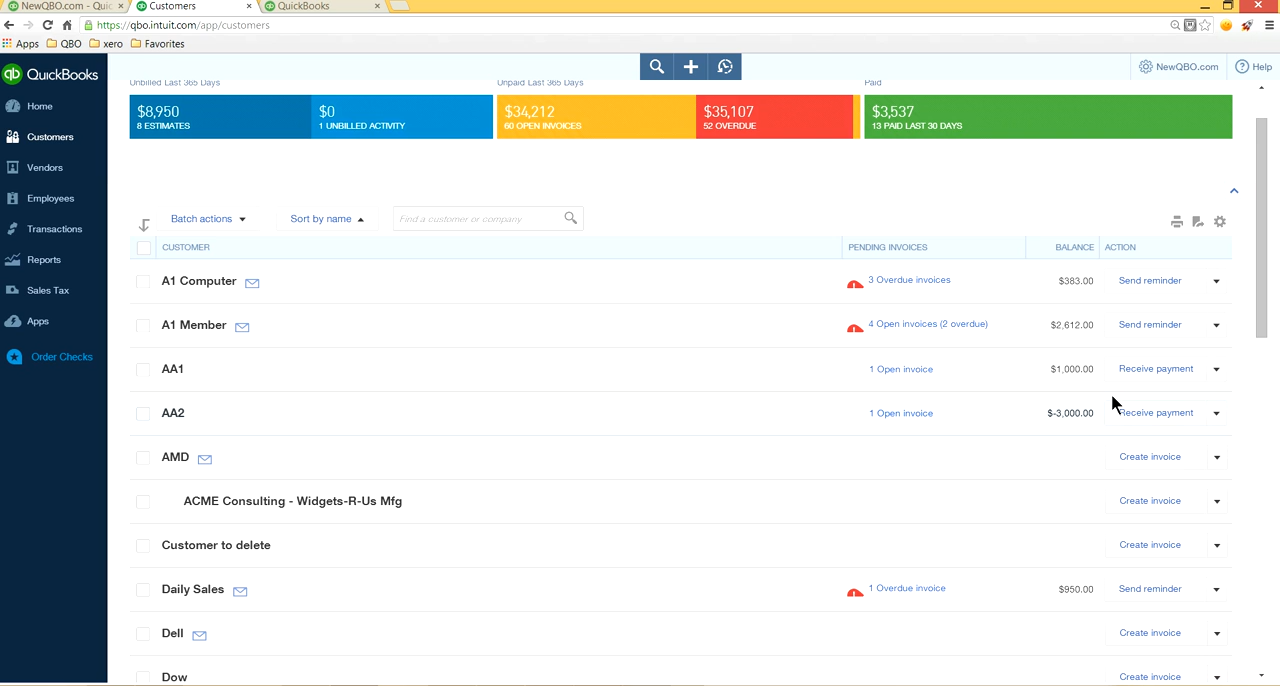 NewQBO.com - Quic × Customers × QuickBooks ×
https://qbo.intuit.com/app/customers
Apps QBO xero Favorites
qb QuickBooks
NewQBO.com Help
Home
Customers
Vendors
Employees
Transactions
Reports
Sales Tax
Apps
Order Checks
Unbilled Last 365 Days Unpaid Last 365 Days Paid
$8,950 $0 $34,212 $35,107 $3,537
8 ESTIMATES 1 UNBILLED ACTIVITY 60 OPEN INVOICES 52 OVERDUE 13 PAID LAST 30 DAYS
Batch actions Sort by name Find a customer or company
CUSTOMER PENDING INVOICES BALANCE ACTION
A1 Computer 3 Overdue invoices $383.00 Send reminder
A1 Member 4 Open invoices (2 overdue) $2,612.00 Send reminder
AA1 1 Open invoice $1,000.00 Receive payment
AA2 1 Open invoice $-3,000.00 Receive payment
AMD Create invoice
ACME Consulting - Widgets-R-Us Mfg Create invoice
Customer to delete Create invoice
Daily Sales 1 Overdue invoice $950.00 Send reminder
Dell Create invoice
Dow Create invoice